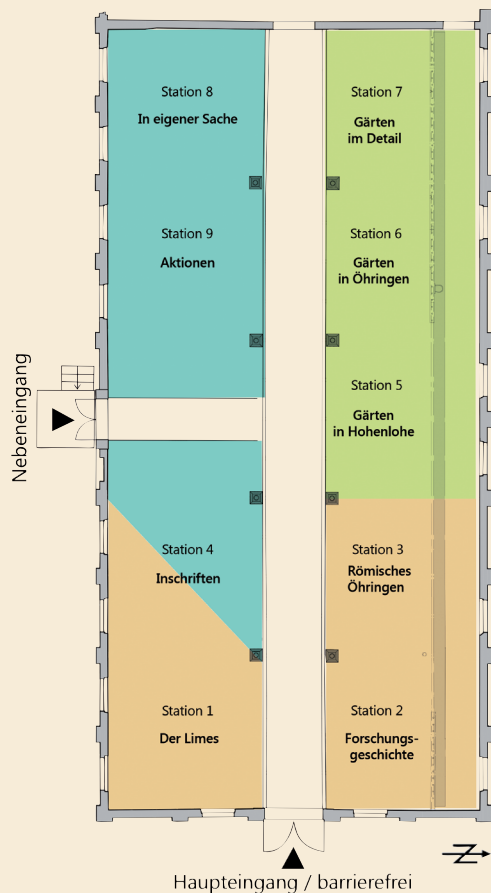 Station 8
In eigener Sache
Station 7
Gärten
im Detail
Station 9
Aktionen
Station 6
Gärten
in Öhringen
Station 5
Gärten
in Hohenlohe
Nebeneingang
Station 4
Inschriften
Station 3
Römisches
Öhringen
Station 1
Der Limes
Station 2
Forschungs-
geschichte
N
Haupteingang / barrierefrei